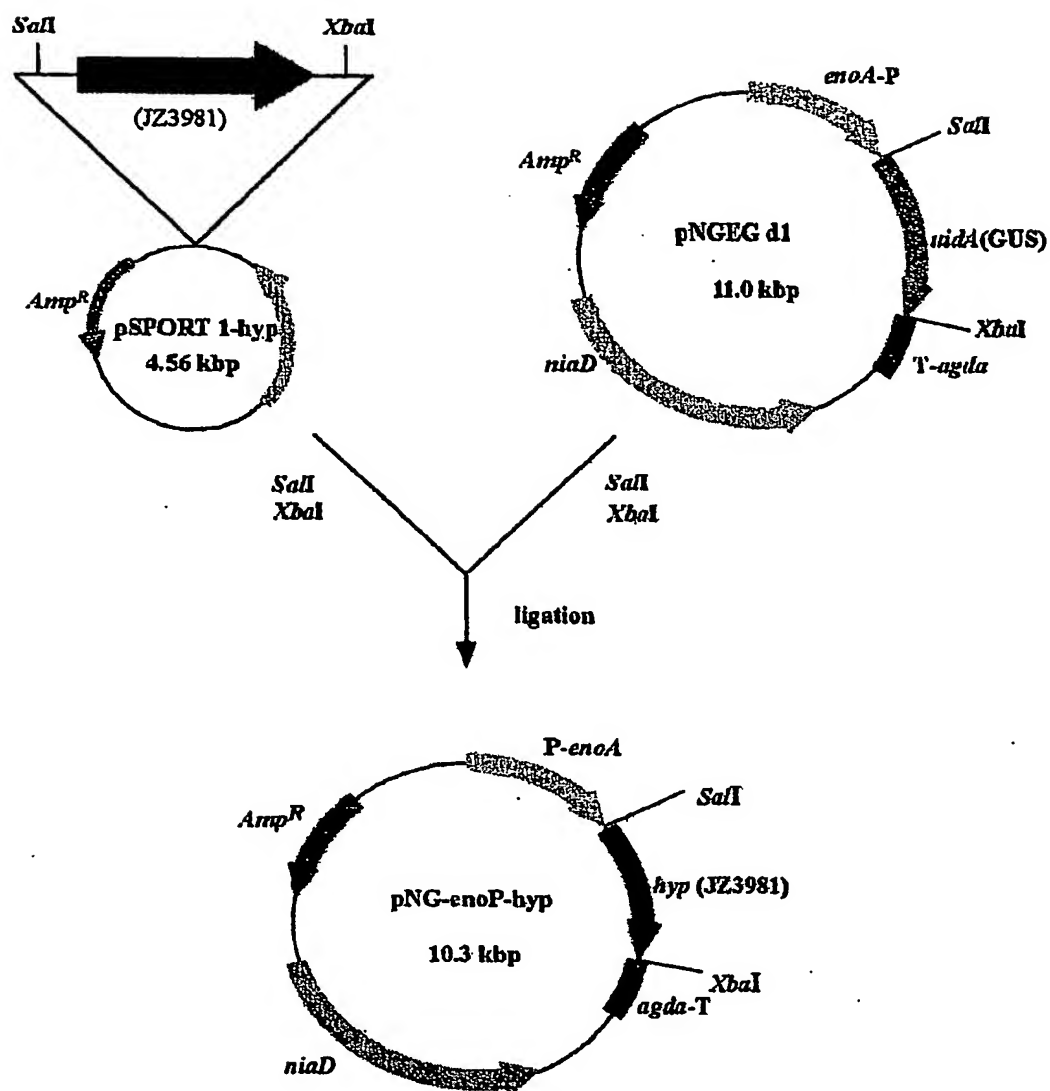 SalI
XbaI
(JZ3981)
AmpR
pSPORT 1-hyp
4.56 kbp
enoA-P
SalI
AmpR
pNGEG d1
uidA(GUS)
11.0 kbp
XbaI
T-agda
niaD
SalI
XbaI
SalI
XbaI
ligation
P-enoA
SalI
AmpR
hyp (JZ3981)
pNG-enoP-hyp
10.3 kbp
XbaI
agda-T
niaD